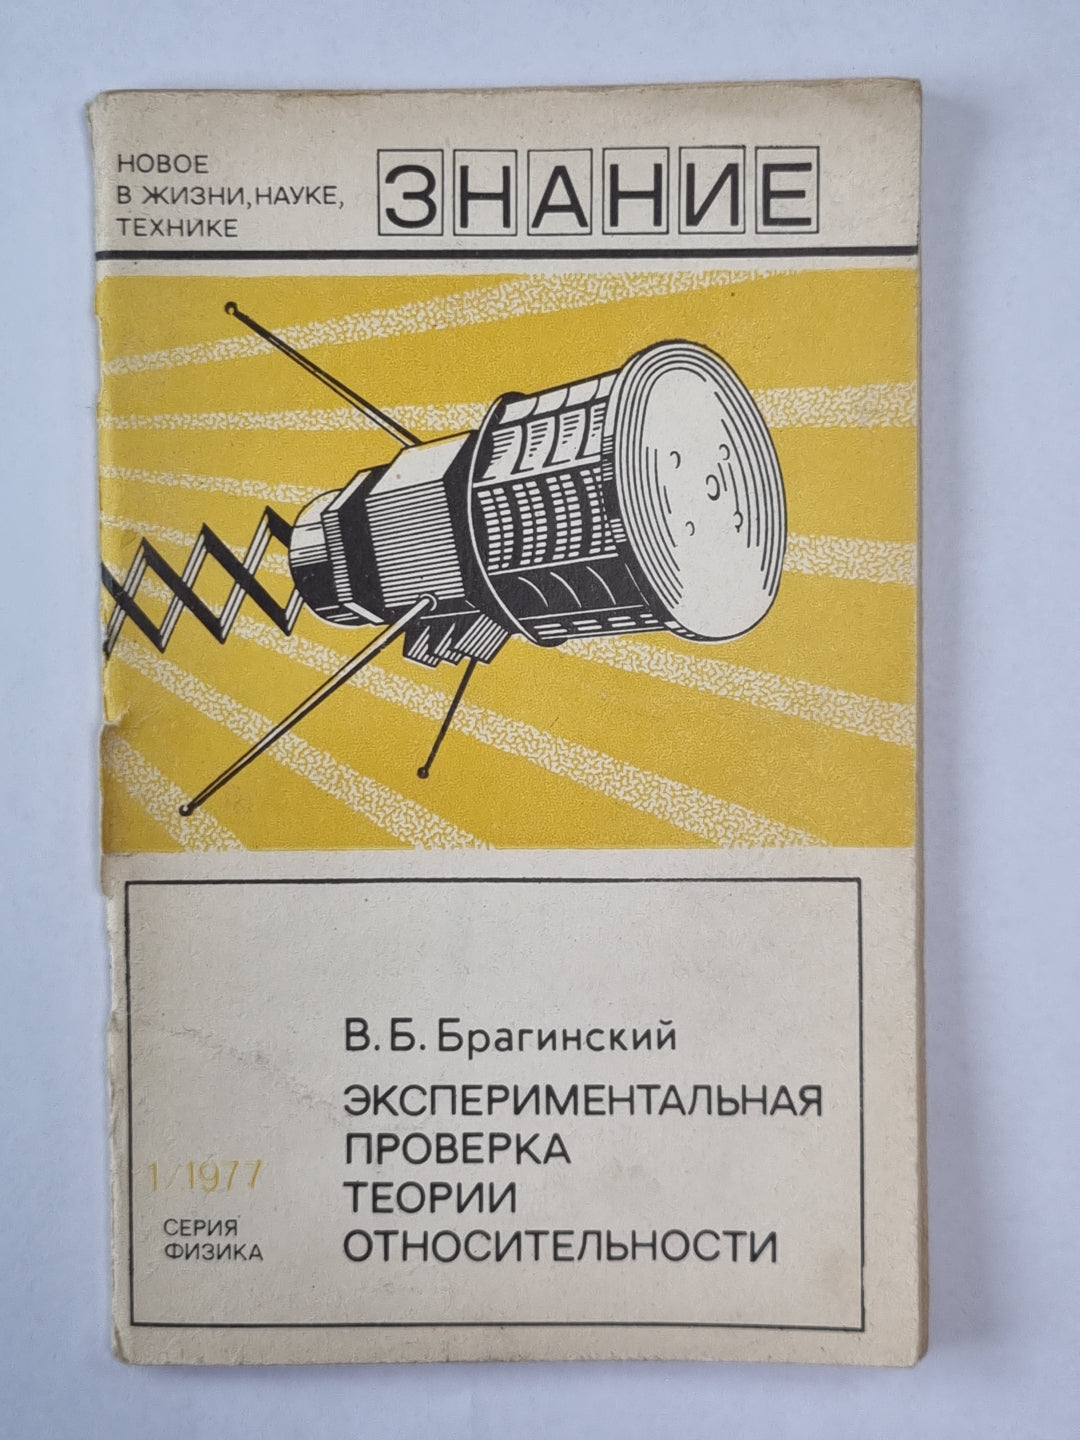 НОВОЕ
В ЖИЗНИ, НАУКЕ,
ТЕХНИКЕ
ЗНАНИЕ
В. Б. Брагинский
ЭКСПЕРИМЕНТАЛЬНАЯ
ПРОВЕРКА
ТЕОРИИ
ОТНОСИТЕЛЬНОСТИ
1/1977
СЕРИЯ
ФИЗИКА